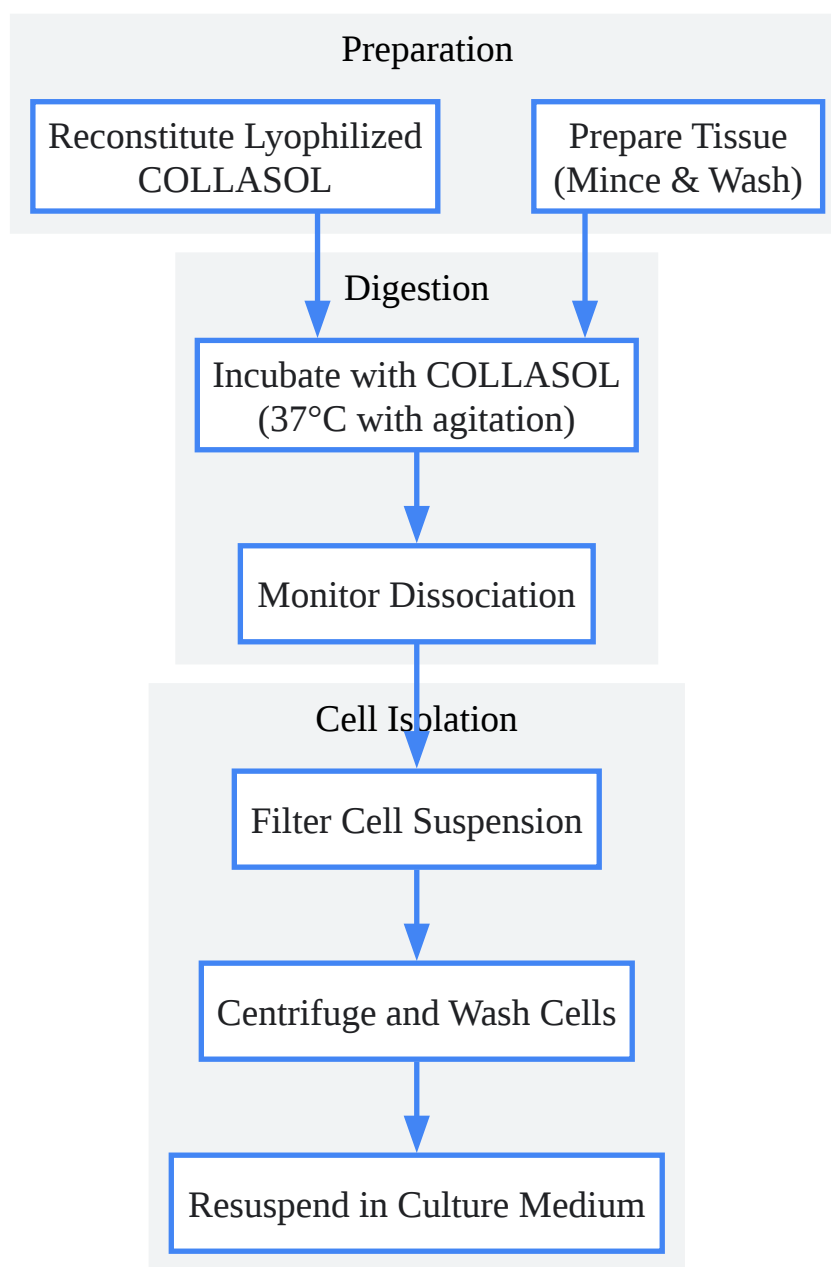 Preparation
Reconstitute Lyophilized
COLLASOL
Prepare Tissue
(Mince & Wash)
Digestion
Incubate with COLLASOL
(37°C with agitation)
Monitor Dissociation
Cell Isolation
Filter Cell Suspension
Centrifuge and Wash Cells
Resuspend in Culture Medium